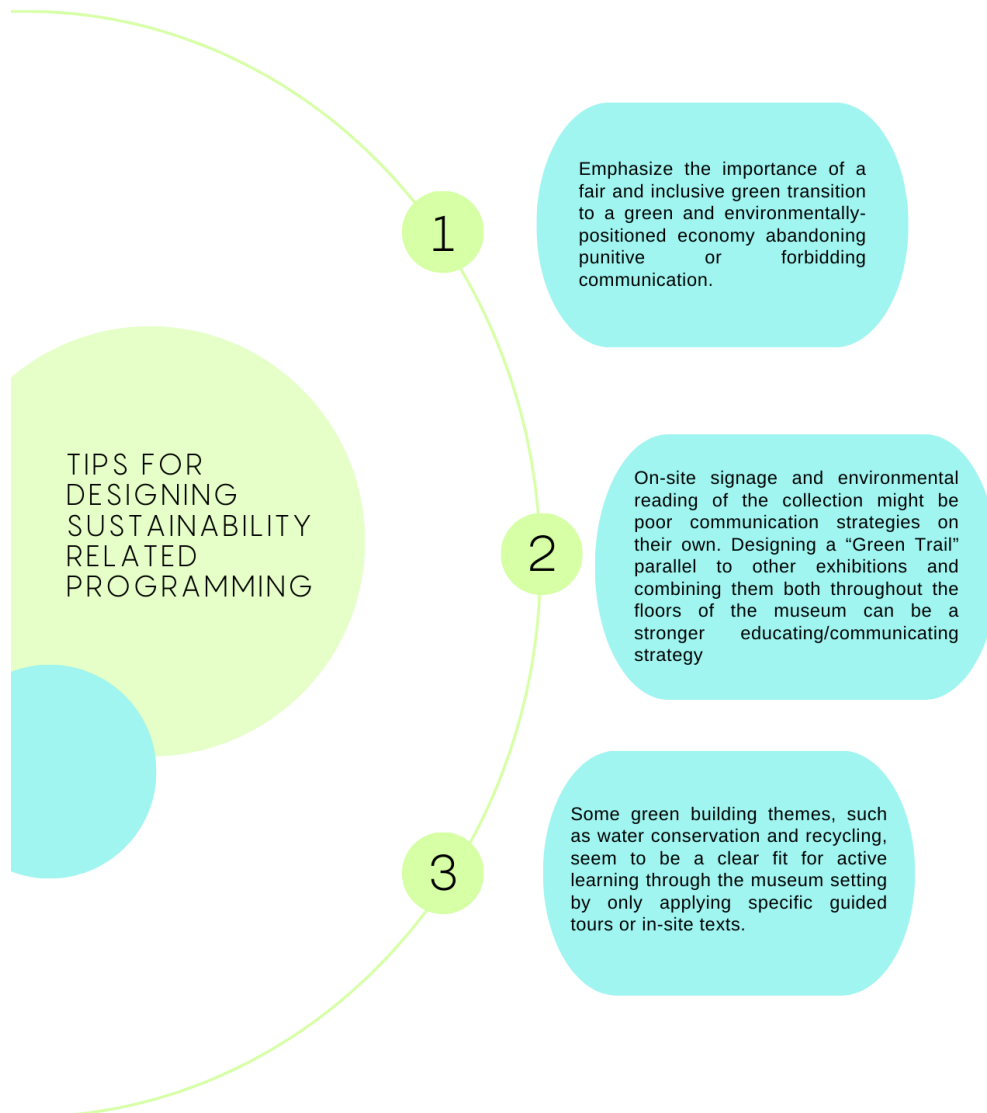 TIPS FOR
DESIGNING
SUSTAINABILITY
RELATED
PROGRAMMING
1
Emphasize the importance of a
fair and inclusive green transition
to a green and environmentally-
positioned economy abandoning
punitive or forbidding
communication.
2
On-site signage and environmental
reading of the collection might be
poor communication strategies on
their own. Designing a “Green Trail”
parallel to other exhibitions and
combining them both throughout the
floors of the museum can be a
stronger educating/communicating
strategy
3
Some green building themes, such
as water conservation and recycling,
seem to be a clear fit for active
learning through the museum setting
by only applying specific guided
tours or in-site texts.